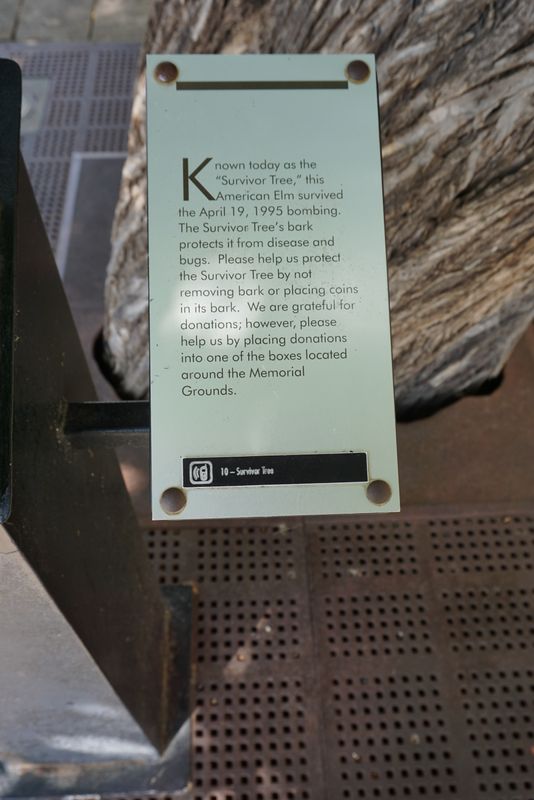 Known today as the
"Survivor Tree," this
American Elm survived
the April 19, 1995 bombing.
The Survivor Tree's bark
protects it from disease and
bugs. Please help us protect
the Survivor Tree by not
removing bark or placing coins
in its bark. We are grateful for
donations; however, please
help us by placing donations
into one of the boxes located
around the Memorial
Grounds.
10 – Survivor Tree